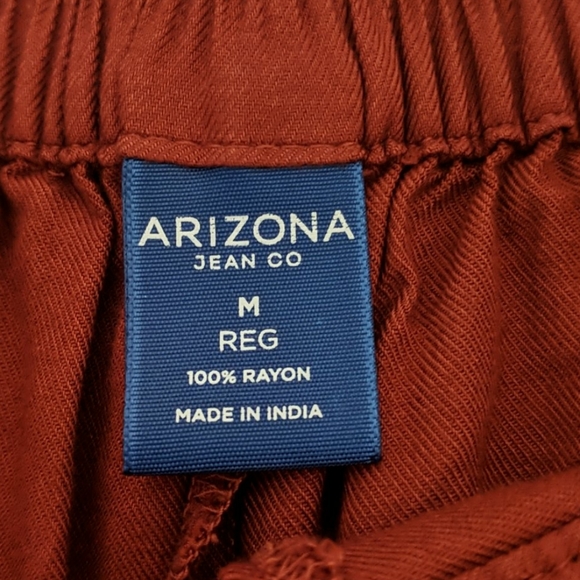 ARIZONA
JEAN CO
M
REG
100% RAYON
MADE IN INDIA